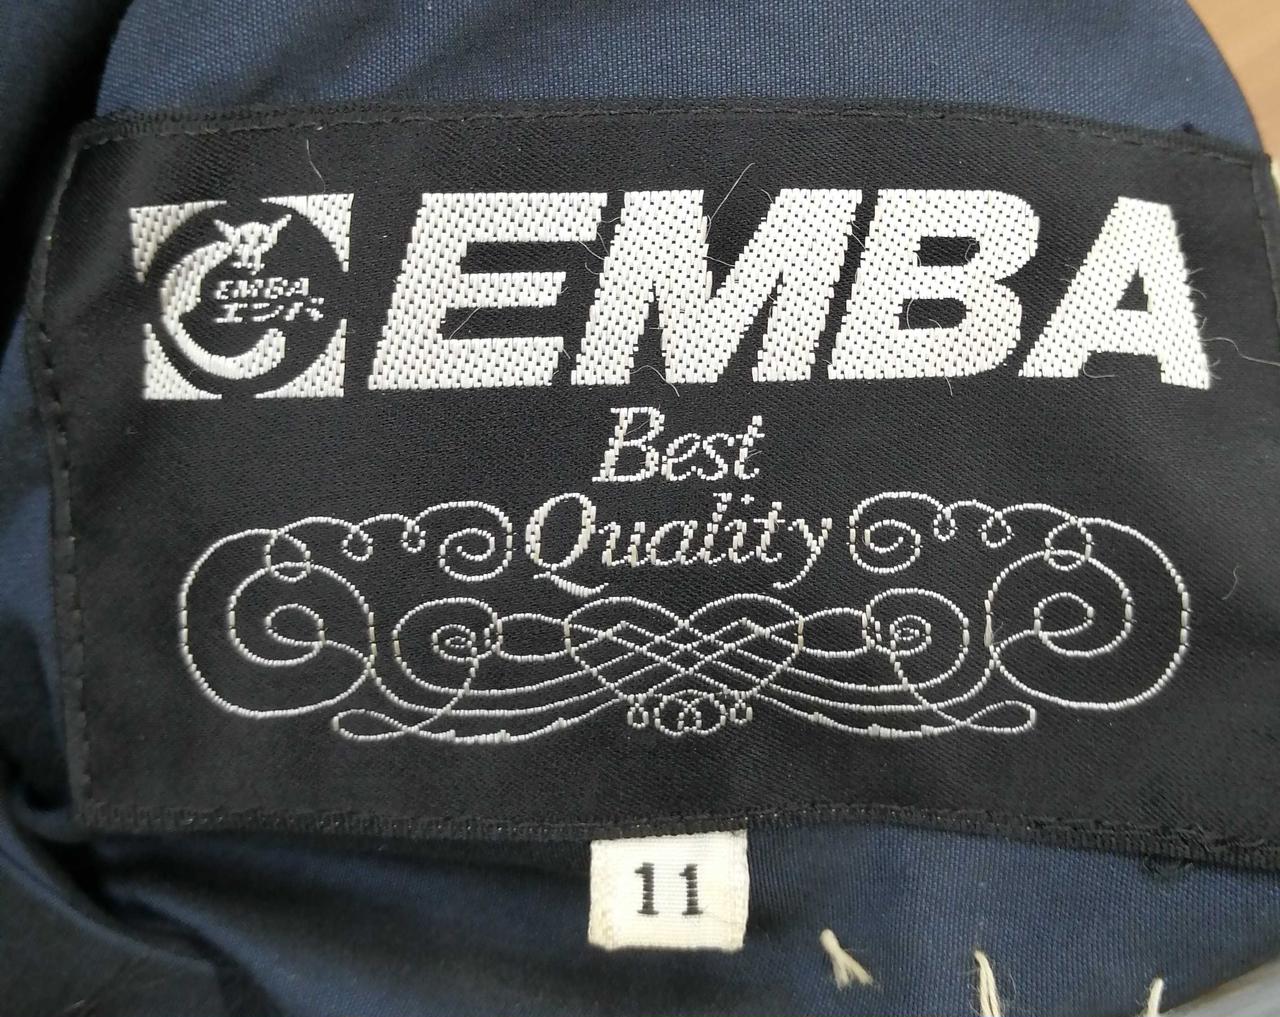 EMBA
エンバ
EMBA
Best
Quality
11